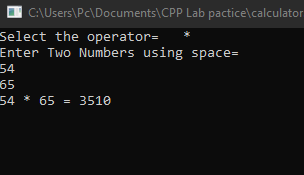 C:\Users\Pc\Documents\CPP Lab pactice\calculator
Select the operator=   *
Enter Two Numbers using space=
54
65
54 * 65 = 3510